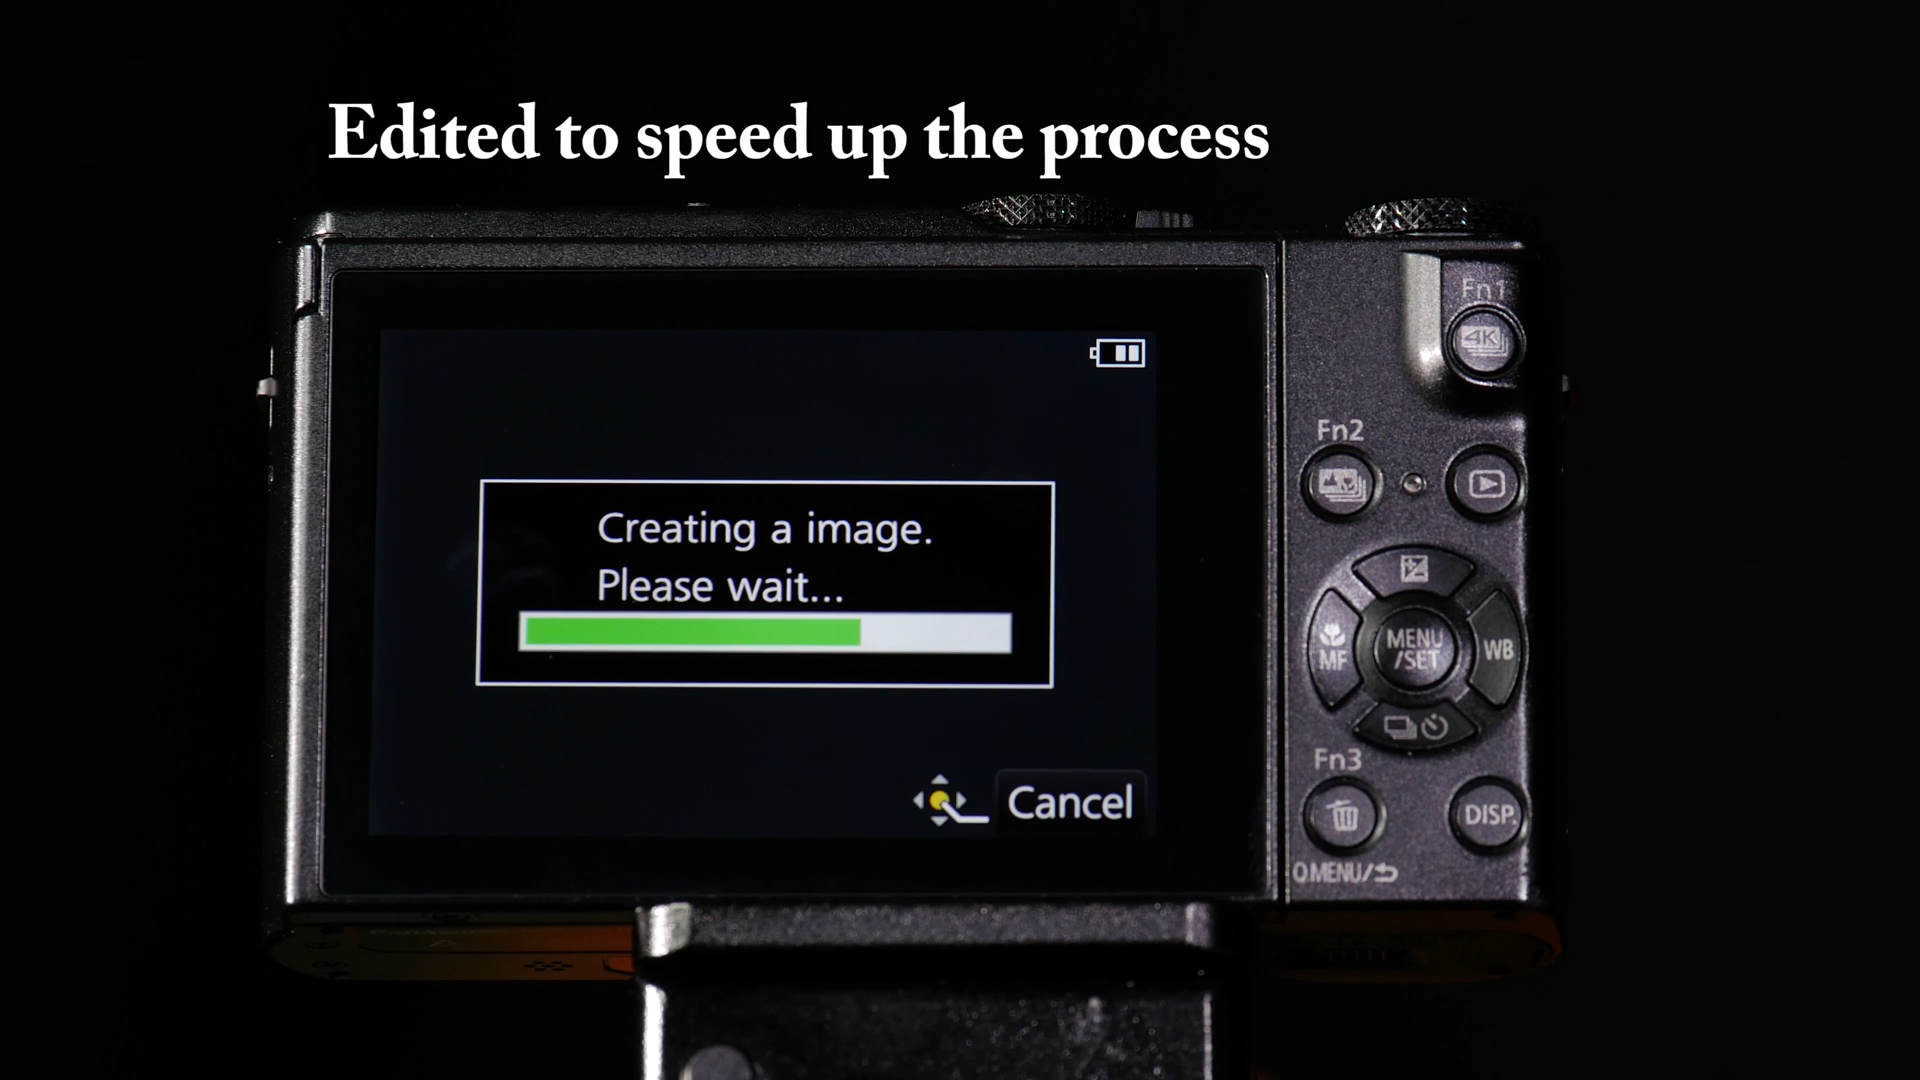 Edited to speed up the process
Fn1
4K
Fn2
Creating a image.
Please wait...
MENU
/SET
MF
WB
Fn3
Cancel
DISP.
Q.MENU/